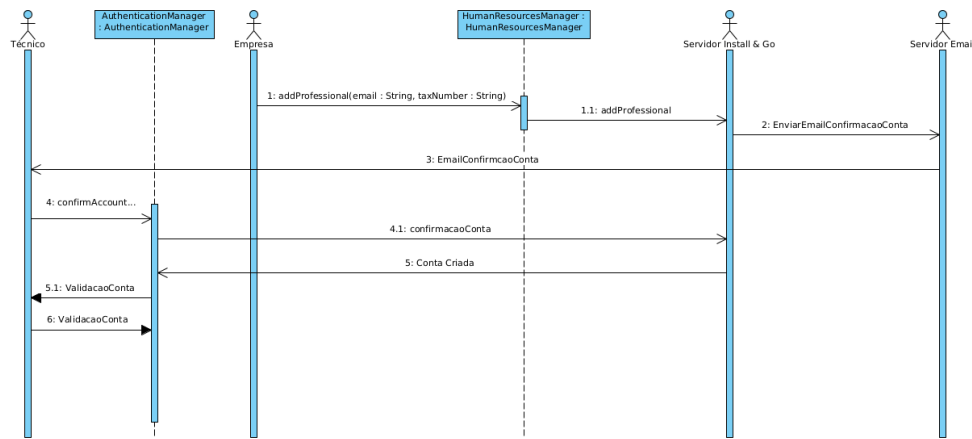 AuthenticationManager
: AuthenticationManager
HumanResourcesManager :
HumanResourcesManager
Técnico
Empresa
Servidor Install & Go
Servidor Emai
1: addProfessional(email : String, taxNumber : String)
1.1: addProfessional
2: EnviarEmailConfirmacaoConta
3: EmailConfirmcaoConta
4: confirmAccount...
4.1: confirmacaoConta
5: Conta Criada
5.1: ValidacaoConta
6: ValidacaoConta